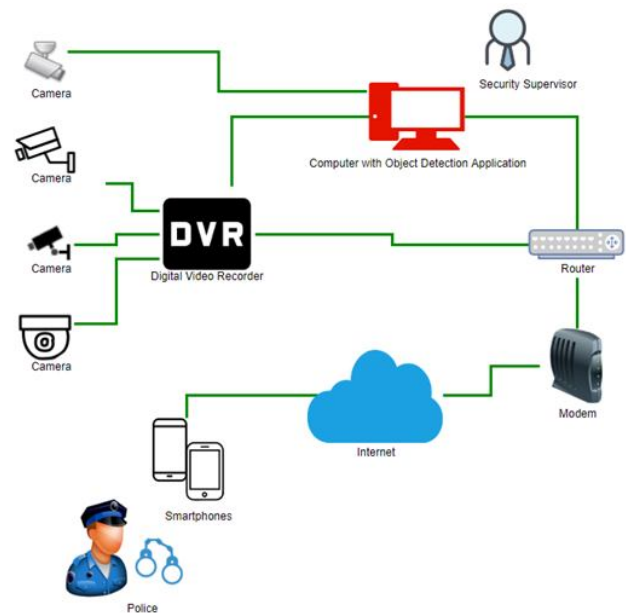 Camera
Security Supervisor
Computer with Object Detection Application
Camera
DVR
Camera
Digital Video Recorder
Router
Camera
Modem
Internet
Smartphones
Police